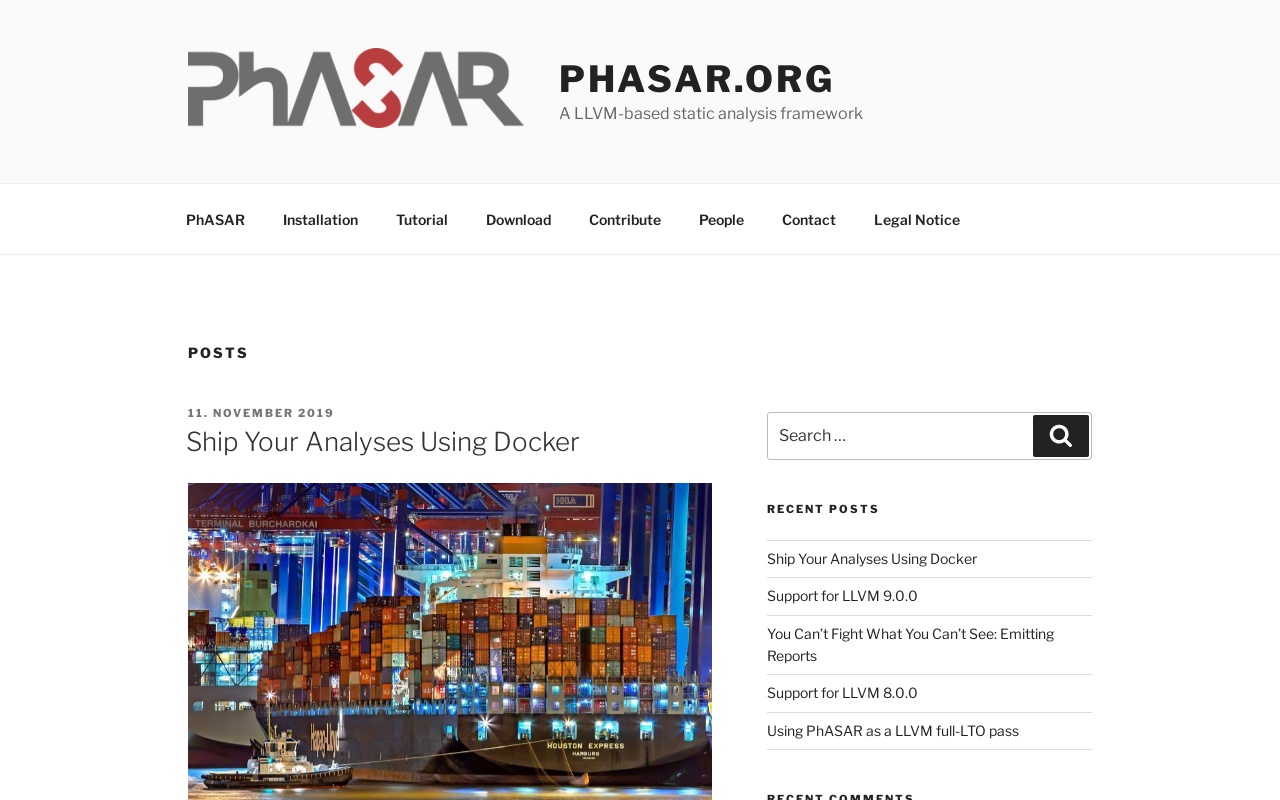 PhASAR
PHASAR.ORG
A LLVM-based static analysis framework
PhASAR Installation Tutorial Download Contribute People Contact Legal Notice
POSTS
11. NOVEMBER 2019
Ship Your Analyses Using Docker
HHLA
TERMINAL BURCHARDKAI
Hapag-Lloyd
HOUSTON EXPRESS
HAMBURG
Search …
RECENT POSTS
Ship Your Analyses Using Docker
Support for LLVM 9.0.0
You Can’t Fight What You Can’t See: Emitting
Reports
Support for LLVM 8.0.0
Using PhASAR as a LLVM full-LTO pass
RECENT COMMENTS